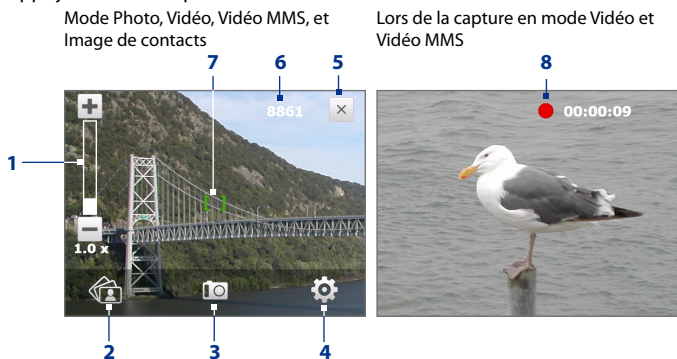 Mode Photo, Vidéo, Vidéo MMS, et
Image de contacts
Lors de la capture en mode Vidéo et
Vidéo MMS
7
6
5
8
8861
00:00:09
1
1.0 x
2
3
4